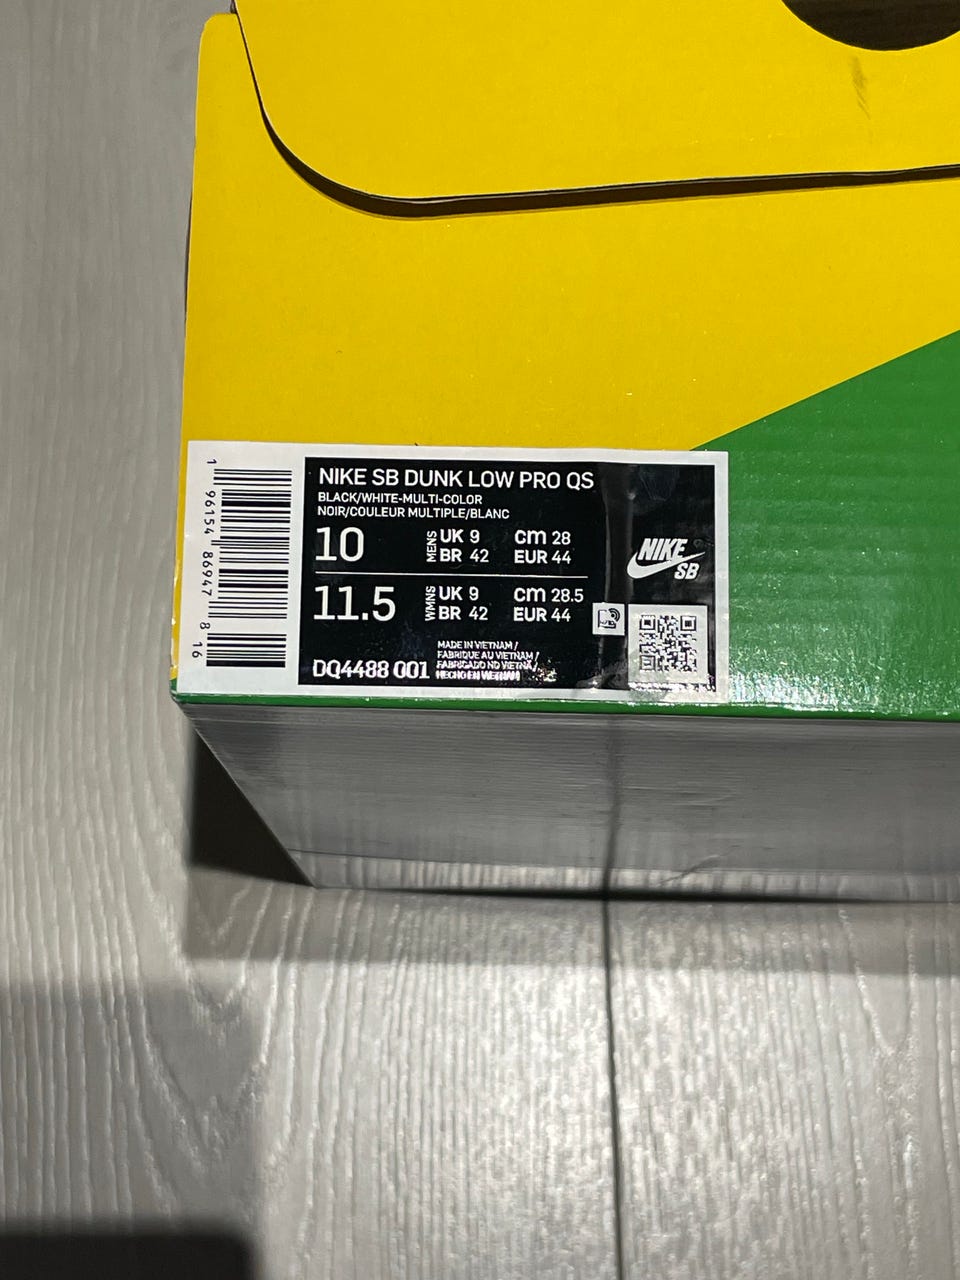 NIKE SB DUNK LOW PRO QS
BLACK/WHITE-MULTI-COLOR
NOIR/COULEUR MULTIPLE/BLANC
10 MENS UK 9 cm 28
BR 42 EUR 44
11.5 WMNS UK 9 cm 28.5
BR 42 EUR 44
MADE IN VIETNAM /
FABRIQUE AU VIETNAM /
FABRICADO NO VIETNÃ /
DQ4488 001 HECHO EN VIETNAM
NIKE
SB
1 96154 86947 8 16